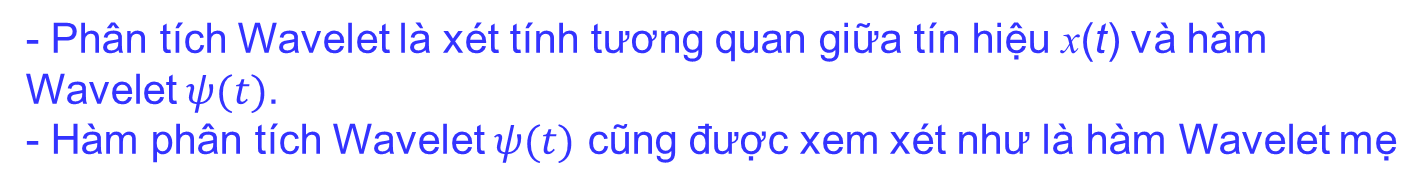 - Phân tích Wavelet là xét tính tương quan giữa tín hiệu x(t) và hàm
Wavelet ψ(t).
- Hàm phân tích Wavelet ψ(t) cũng được xem xét như là hàm Wavelet mẹ